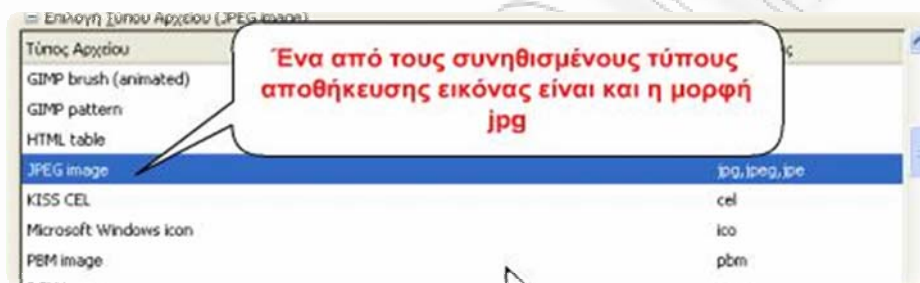 Επιλογή Τύπου Αρχείου (JPEG image)
Τύπος Αρχείου
Ένα από τους συνηθισμένους τύπους
αποθήκευσης εικόνας είναι και η μορφή
jpg
GIMP brush (animated)
GIMP pattern
HTML table
JPEG image jpg,jpeg,jpe
KISS CEL cel
Microsoft Windows icon ico
PBM image pbm